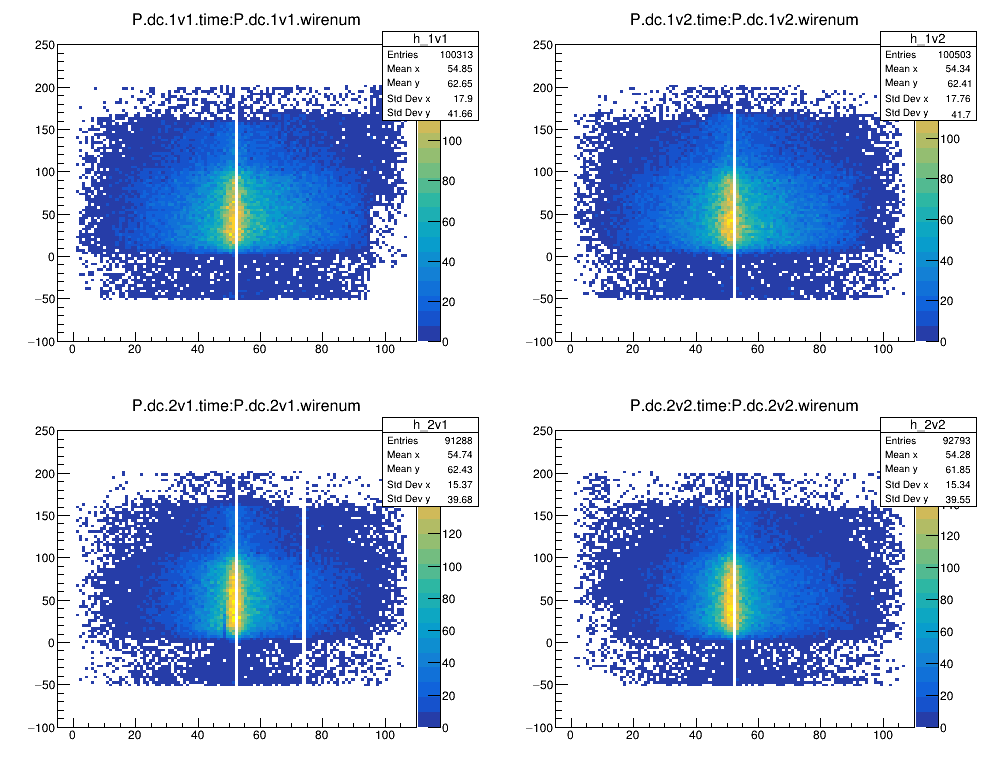 P.dc.1v1.time:P.dc.1v1.wirenum
h_1v1
Entries 100313
Mean x 54.85
Mean y 62.65
Std Dev x 17.9
Std Dev y 41.66
250
200
150
100
50
0
−50
−100
0 20 40 60 80 100
100
80
60
40
20
0
P.dc.1v2.time:P.dc.1v2.wirenum
h_1v2
Entries 100503
Mean x 54.34
Mean y 62.41
Std Dev x 17.76
Std Dev y 41.7
250
200
150
100
50
0
−50
−100
0 20 40 60 80 100
100
80
60
40
20
0
P.dc.2v1.time:P.dc.2v1.wirenum
h_2v1
Entries 91288
Mean x 54.74
Mean y 62.43
Std Dev x 15.37
Std Dev y 39.68
250
200
150
100
50
0
−50
−100
0 20 40 60 80 100
120
100
80
60
40
20
0
P.dc.2v2.time:P.dc.2v2.wirenum
h_2v2
Entries 92793
Mean x 54.28
Mean y 61.85
Std Dev x 15.34
Std Dev y 39.55
250
200
150
100
50
0
−50
−100
0 20 40 60 80 100
120
100
80
60
40
20
0